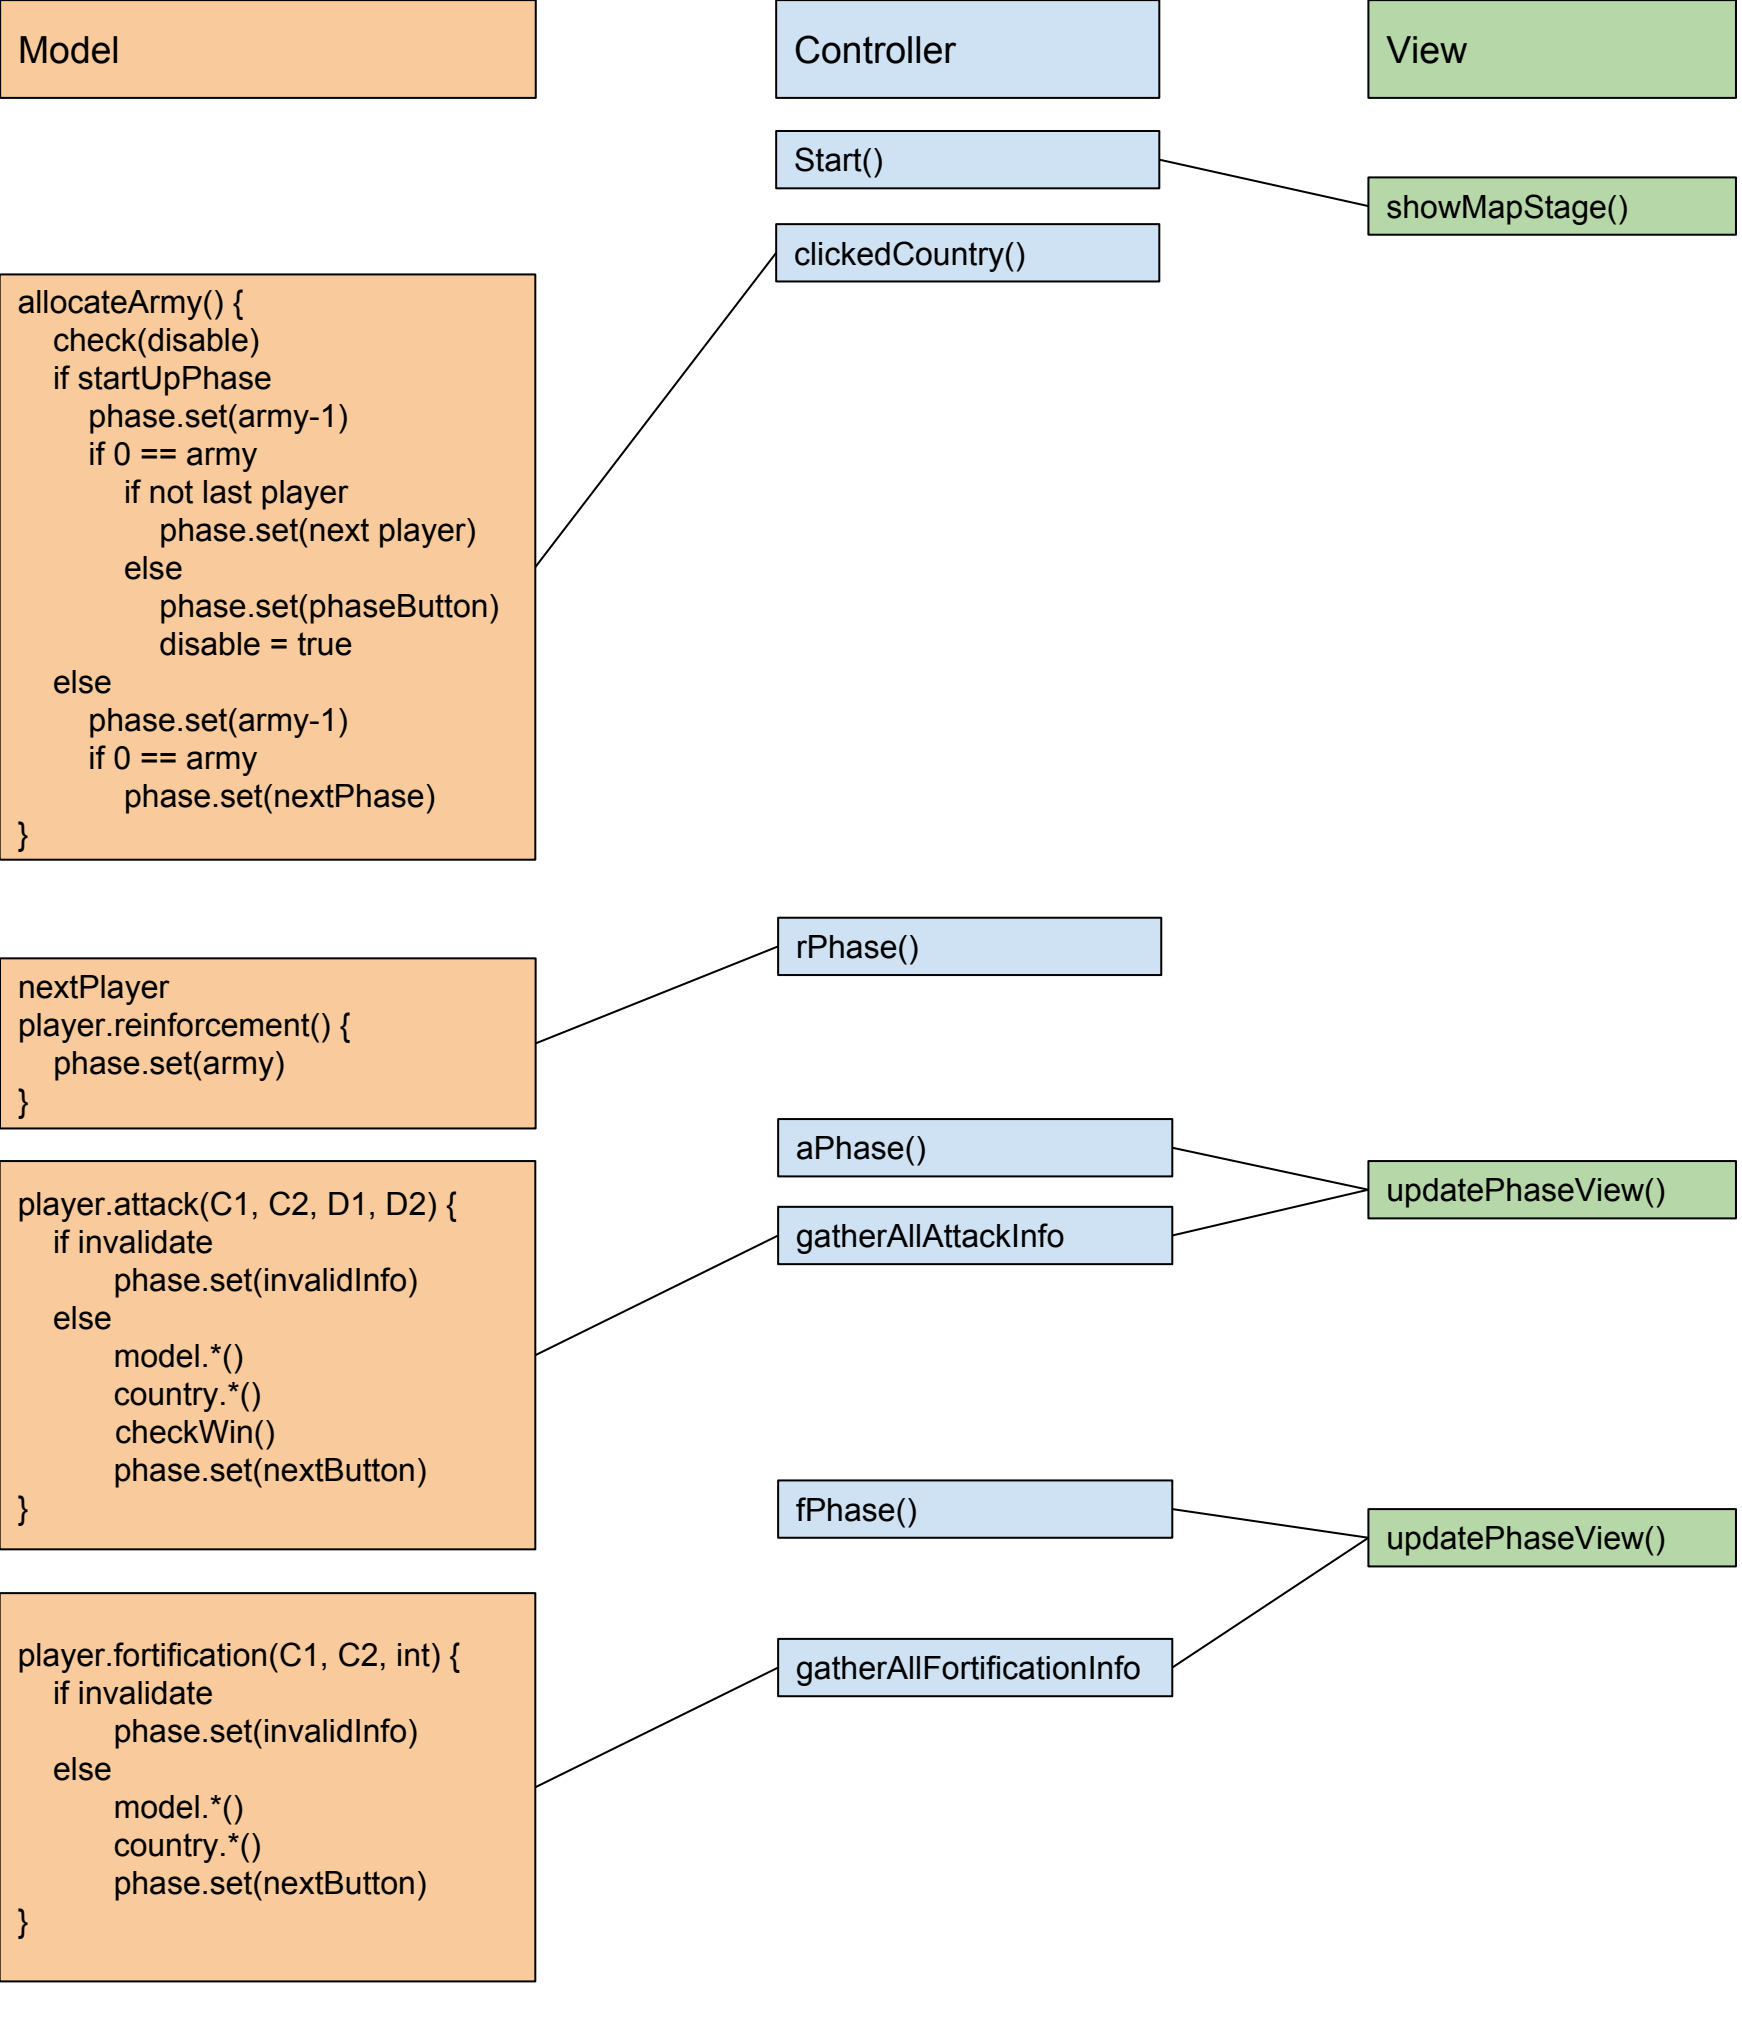 Model
Controller
View
Start()
showMapStage()
clickedCountry()
allocateArmy() {
check(disable)
if startUpPhase
phase.set(army-1)
if 0 == army
if not last player
phase.set(next player)
else
phase.set(phaseButton)
disable = true
else
phase.set(army-1)
if 0 == army
phase.set(nextPhase)
}
rPhase()
nextPlayer
player.reinforcement() {
phase.set(army)
}
aPhase()
updatePhaseView()
gatherAllAttackInfo
player.attack(C1, C2, D1, D2) {
if invalidate
phase.set(invalidInfo)
else
model.*()
country.*()
checkWin()
phase.set(nextButton)
}
fPhase()
updatePhaseView()
gatherAllFortificationInfo
player.fortification(C1, C2, int) {
if invalidate
phase.set(invalidInfo)
else
model.*()
country.*()
phase.set(nextButton)
}